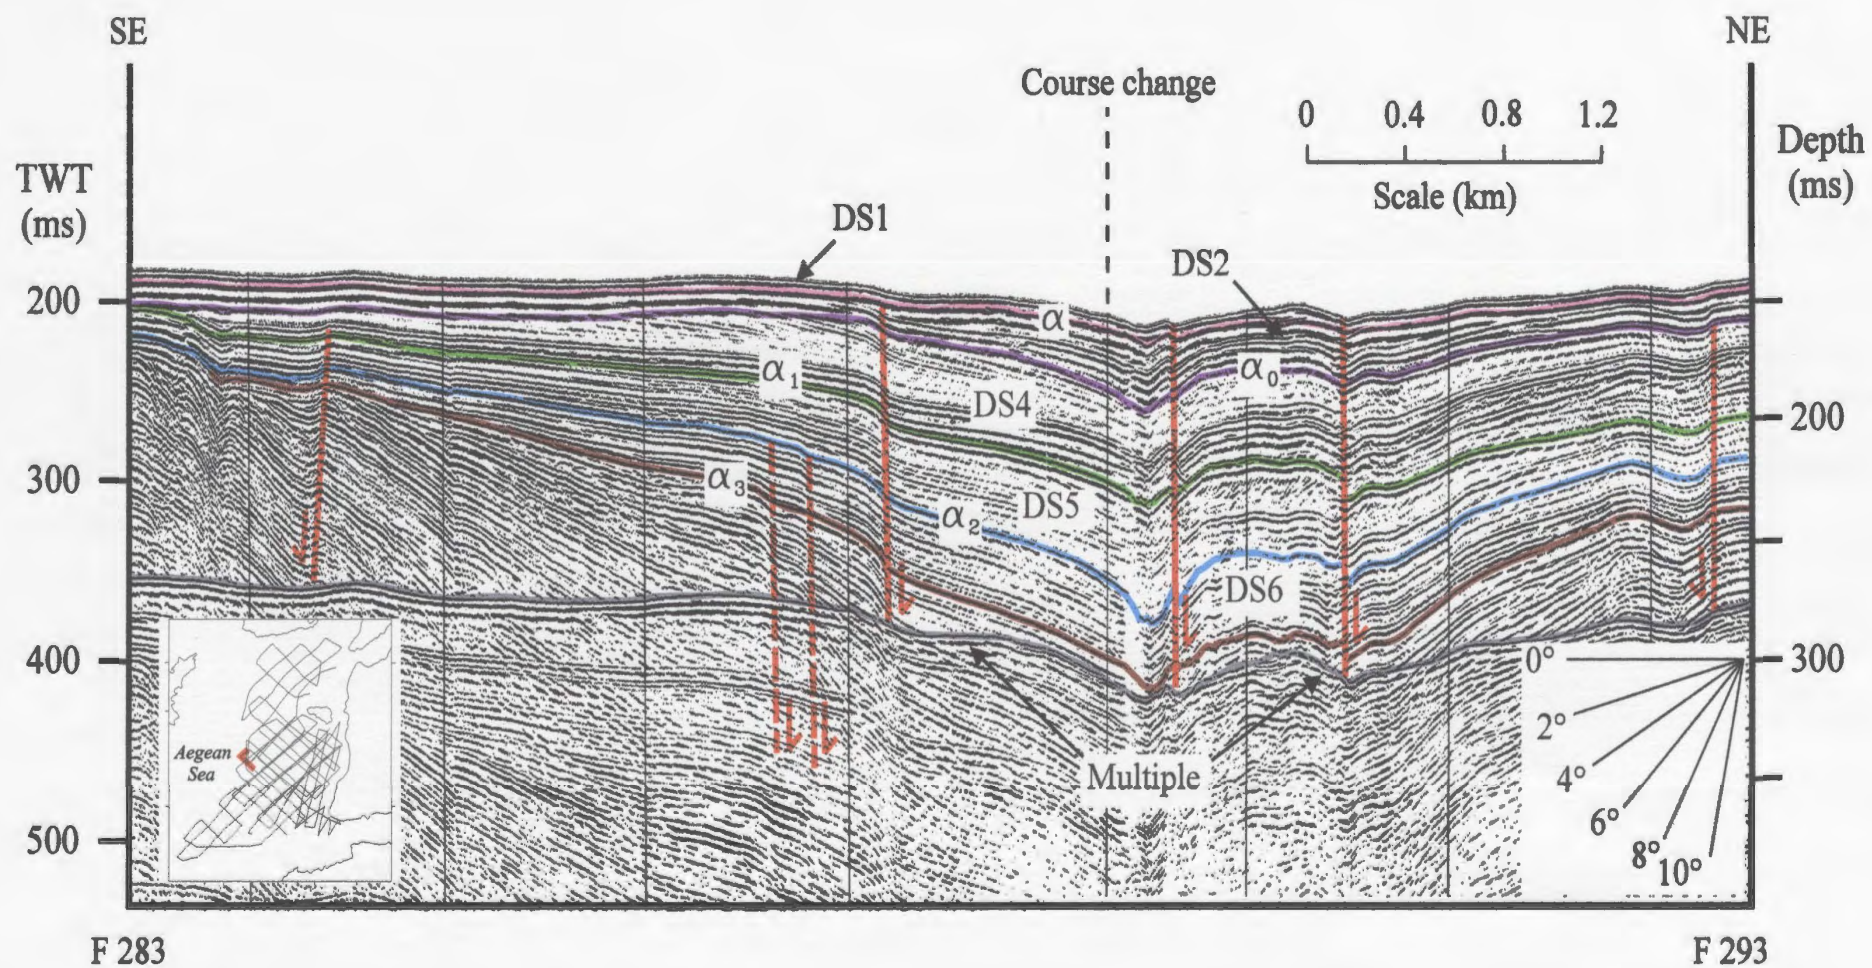 SE
NE
Course change
0 0.4 0.8 1.2
Scale (km)
TWT
(ms)
Depth
(ms)
DS1
DS2
200
α
α1
α0
DS4
200
300
α3
α2
DS5
DS6
400
300
0°
2°
4°
6°
8°
10°
Aegean
Sea
Multiple
500
F 283
F 293